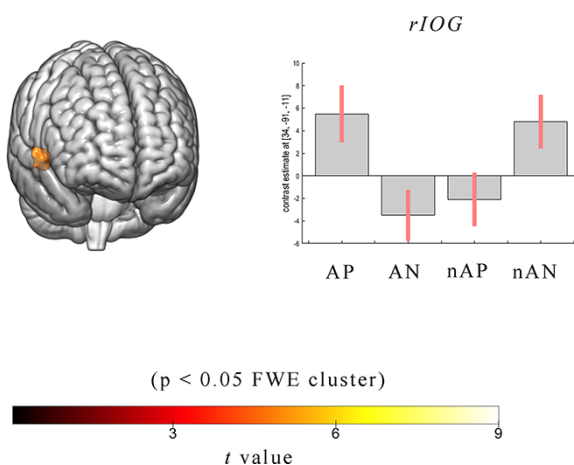 rIOG
contrast estimate at [34, -91, -11]
10
8
6
4
2
0
-2
-4
-6
AP AN nAP nAN
(p < 0.05 FWE cluster)
3 6 9
t value